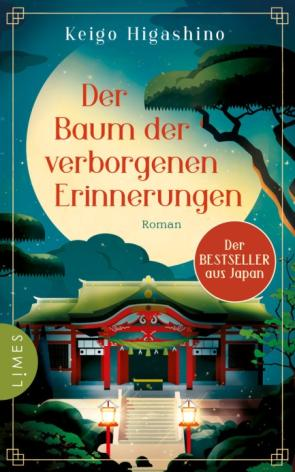 Keigo Higashino
Der
Baum der
verborgenen
Erinnerungen
Roman
Der
BESTSELLER
aus Japan
LIMES